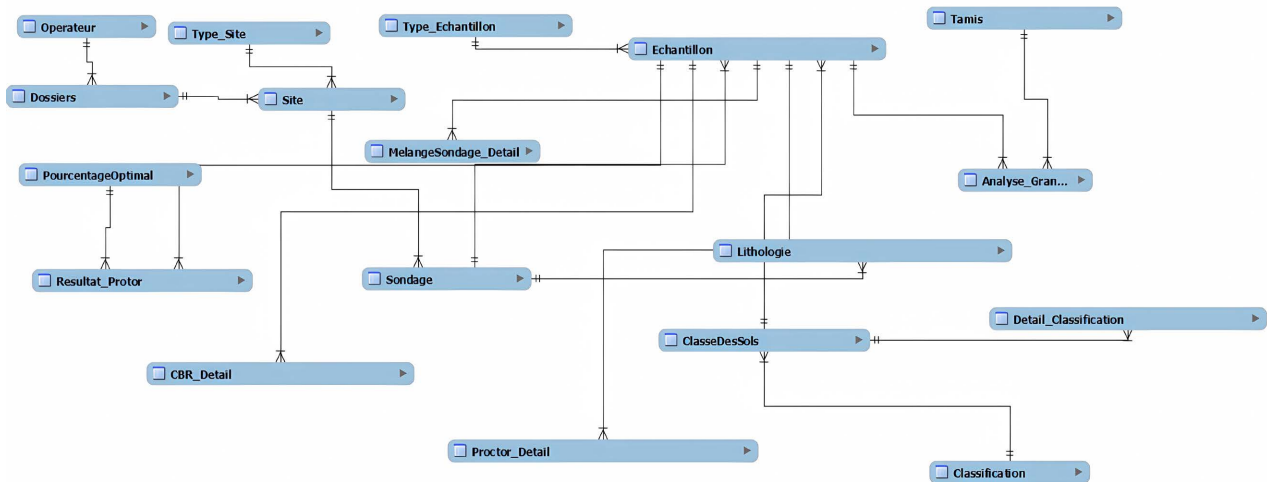 Operateur
Type_Site
Type_Echantillon
Tamis
Echantillon
Dossiers
Site
MelangeSondage_Detail
PourcentageOptimal
Analyse_Gran...
Lithologie
Resultat_Protor
Sondage
Detail_Classification
ClasseDesSols
CBR_Detail
Proctor_Detail
Classification